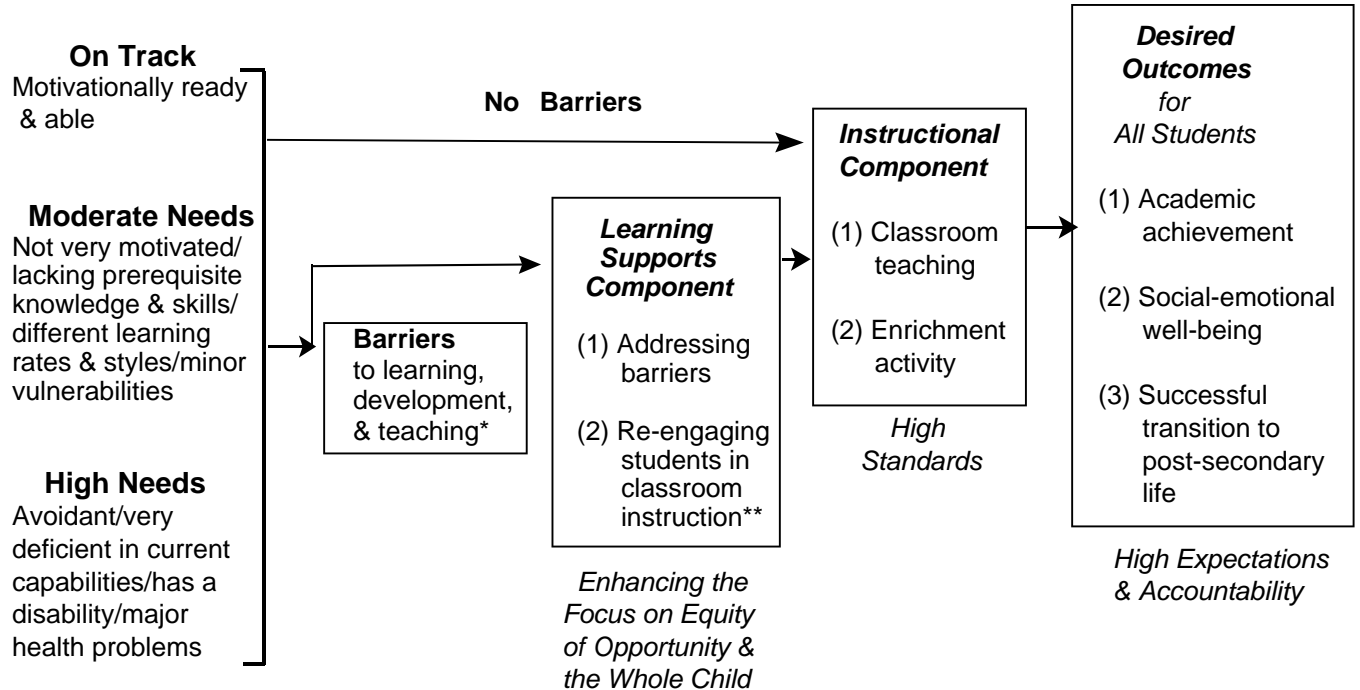 On Track
Motivationally ready
& able
Moderate Needs
Not very motivated/
lacking prerequisite
knowledge & skills/
different learning
rates & styles/minor
vulnerabilities
High Needs
Avoidant/very
deficient in current
capabilities/has a
disability/major
health problems
No Barriers
Barriers
to learning,
development,
& teaching*
Learning
Supports
Component
(1) Addressing
barriers
(2) Re-engaging
students in
classroom
instruction**
Enhancing the
Focus on Equity
of Opportunity &
the Whole Child
Instructional
Component
(1) Classroom
teaching
(2) Enrichment
activity
High
Standards
Desired
Outcomes
for
All Students
(1) Academic
achievement
(2) Social-emotional
well-being
(3) Successful
transition to
post-secondary
life
High Expectations
& Accountability